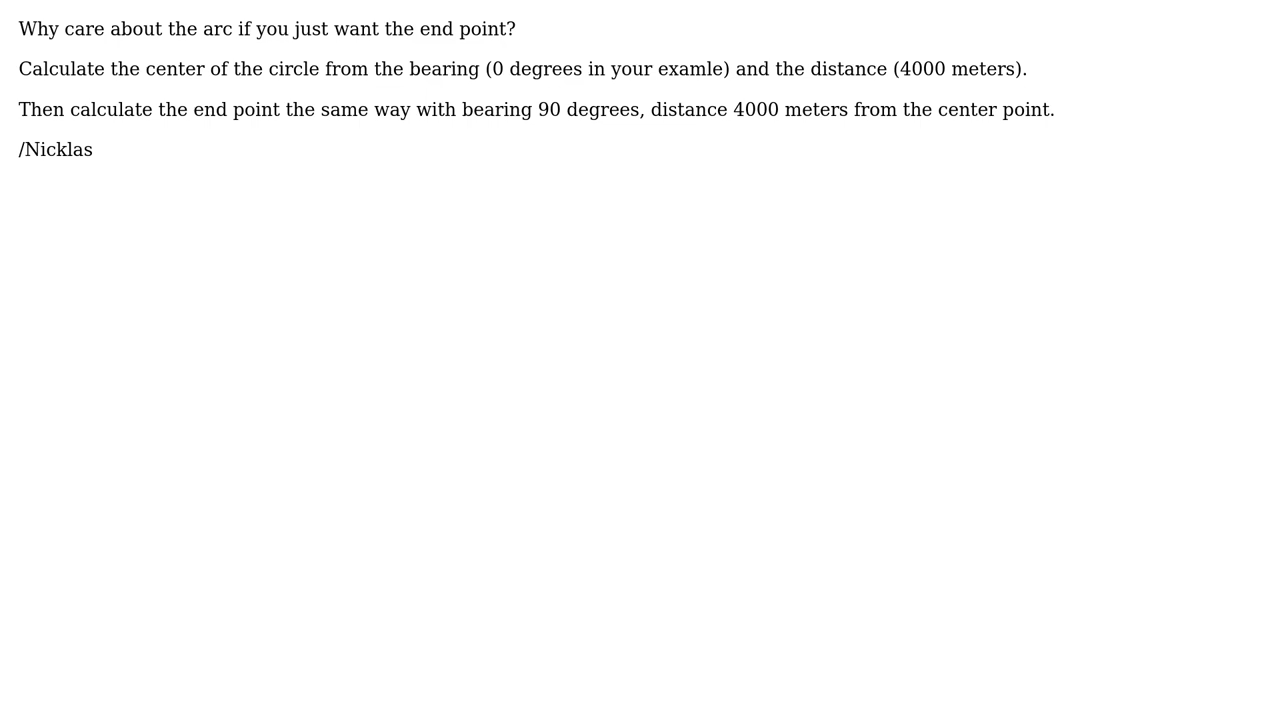 Why care about the arc if you just want the end point?
Calculate the center of the circle from the bearing (0 degrees in your examle) and the distance (4000 meters).
Then calculate the end point the same way with bearing 90 degrees, distance 4000 meters from the center point.
/Nicklas